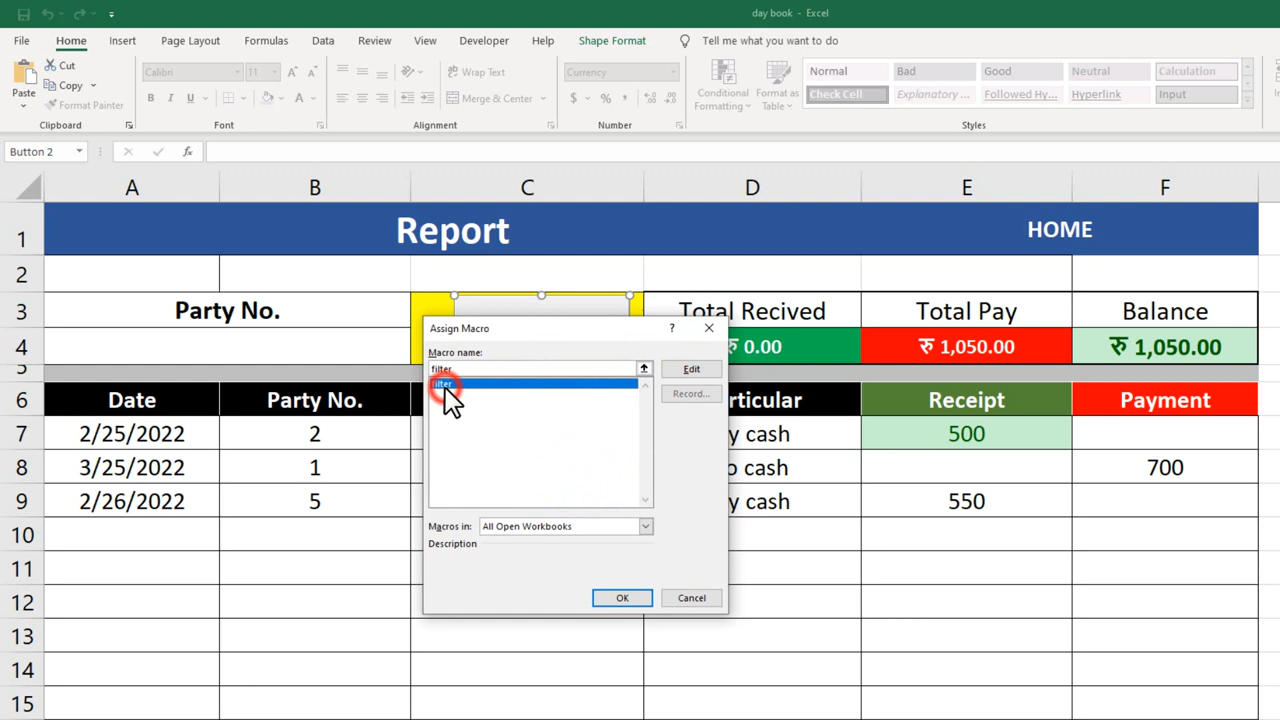 day book - Excel
File Home Insert Page Layout Formulas Data Review View Developer Help Shape Format Tell me what you want to do
Paste
Cut
Copy
Format Painter
Calibri 11
B I U
Wrap Text
Merge & Center
Currency
$ % ,
Conditional Formatting
Format as Table
Normal Bad Good Neutral Calculation
Check Cell Explanatory ... Followed Hy... Hyperlink Input
Clipboard Font Alignment Number Styles
Button 2 fx
A B C D E F
1 Report HOME
2
3 Party No. Total Recived Total Pay Balance
4 रु 0.00 रु 1,050.00 रु 1,050.00
5
6 Date Party No. Receipt Payment
7 2/25/2022 2 cash 500
8 3/25/2022 1 cash 700
9 2/26/2022 5 cash 550
10
11
12
13
14
15
Assign Macro ?
Macro name:
filter
filter
Edit
Record...
Macros in: All Open Workbooks
Description
OK Cancel